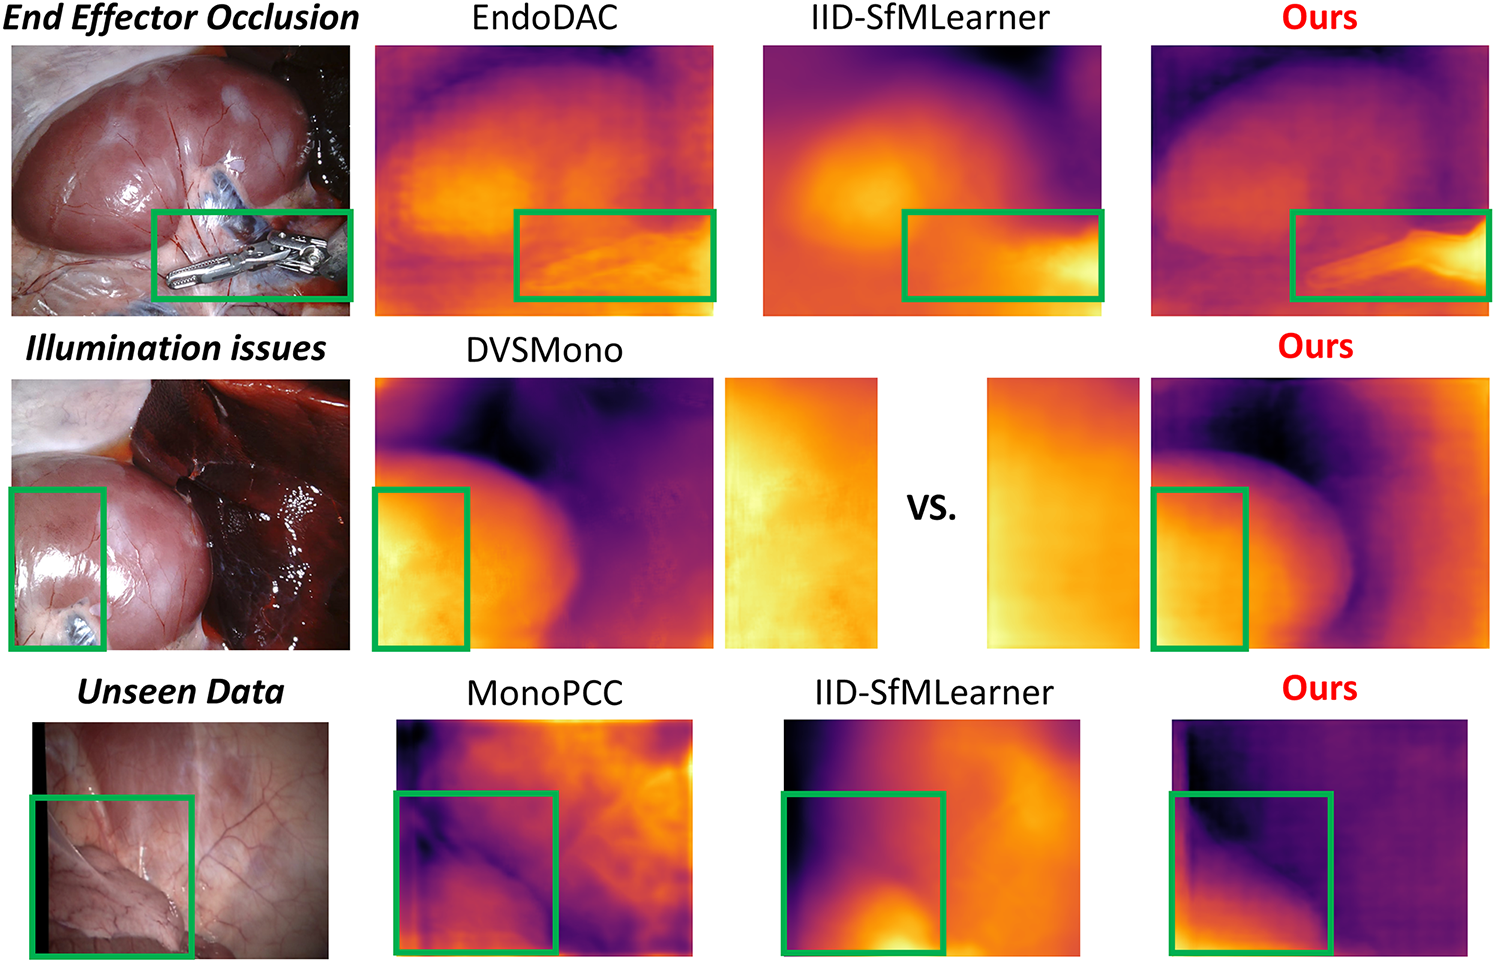 End Effector Occlusion EndoDAC IID-SfMLearner Ours
Illumination issues DVSMono Ours
VS.
Unseen Data MonoPCC IID-SfMLearner Ours